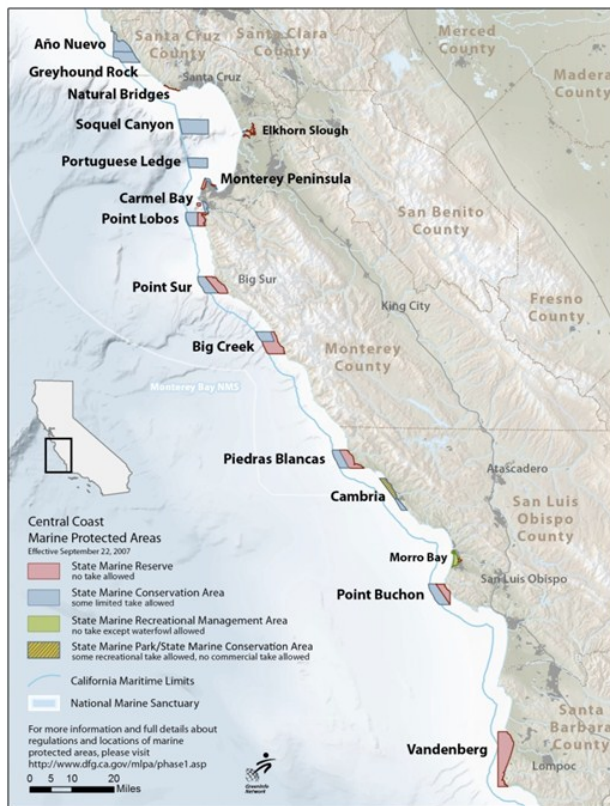 Año Nuevo
Santa Cruz
County
Santa Clara
County
Merced
County
Madera
County
Greyhound Rock
Santa Cruz
Natural Bridges
Soquel Canyon
Elkhorn Slough
Portuguese Ledge
Monterey Peninsula
Carmel Bay
Point Lobos
San Benito
County
Point Sur
Big Sur
King City
Fresno
County
Big Creek
Monterey
County
Monterey Bay NMS
Piedras Blancas
Atascadero
Cambria
San Luis
Obispo
County
Central Coast
Marine Protected Areas
Effective September 22, 2007
State Marine Reserve
no take allowed
State Marine Conservation Area
some limited take allowed
State Marine Recreational Management Area
no take except waterfowl allowed
State Marine Park/State Marine Conservation Area
some recreational take allowed, no commercial take allowed
California Maritime Limits
National Marine Sanctuary
Morro Bay
San Luis Obispo
Point Buchon
Santa
Barbara
County
Vandenberg
Lompoc
For more information and full details about
regulations and locations of marine
protected areas, please visit
http://www.dfg.ca.gov/mlpa/phase1.asp
0 5 10 20
Miles
GreenInfo
Network